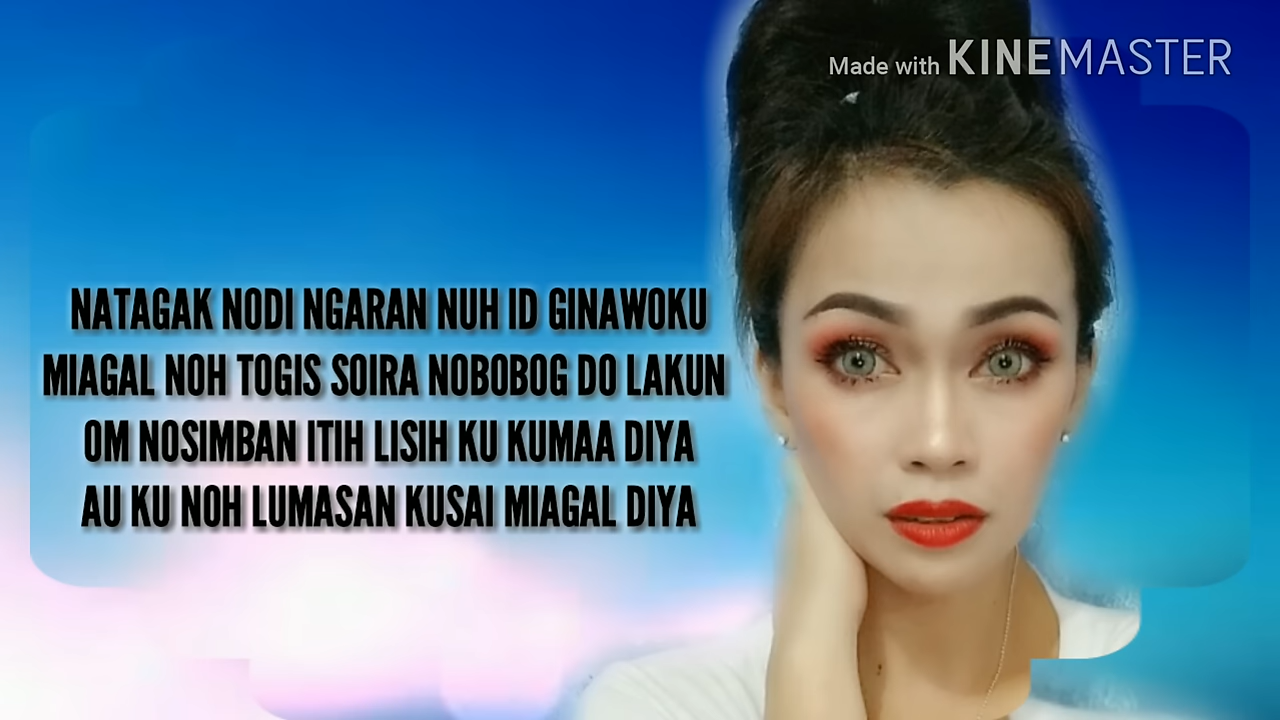 Made with KINEMASTER
NATAGAK NODI NGARAN NUH ID GINAWOKU
MIAGAL NOH TOGIS SOIRA NOBOBOG DO LAKUN
OM NOSIMBAN ITIH LISIH KU KUMAA DIYA
AU KU NOH LUMASAN KUSAI MIAGAL DIYA